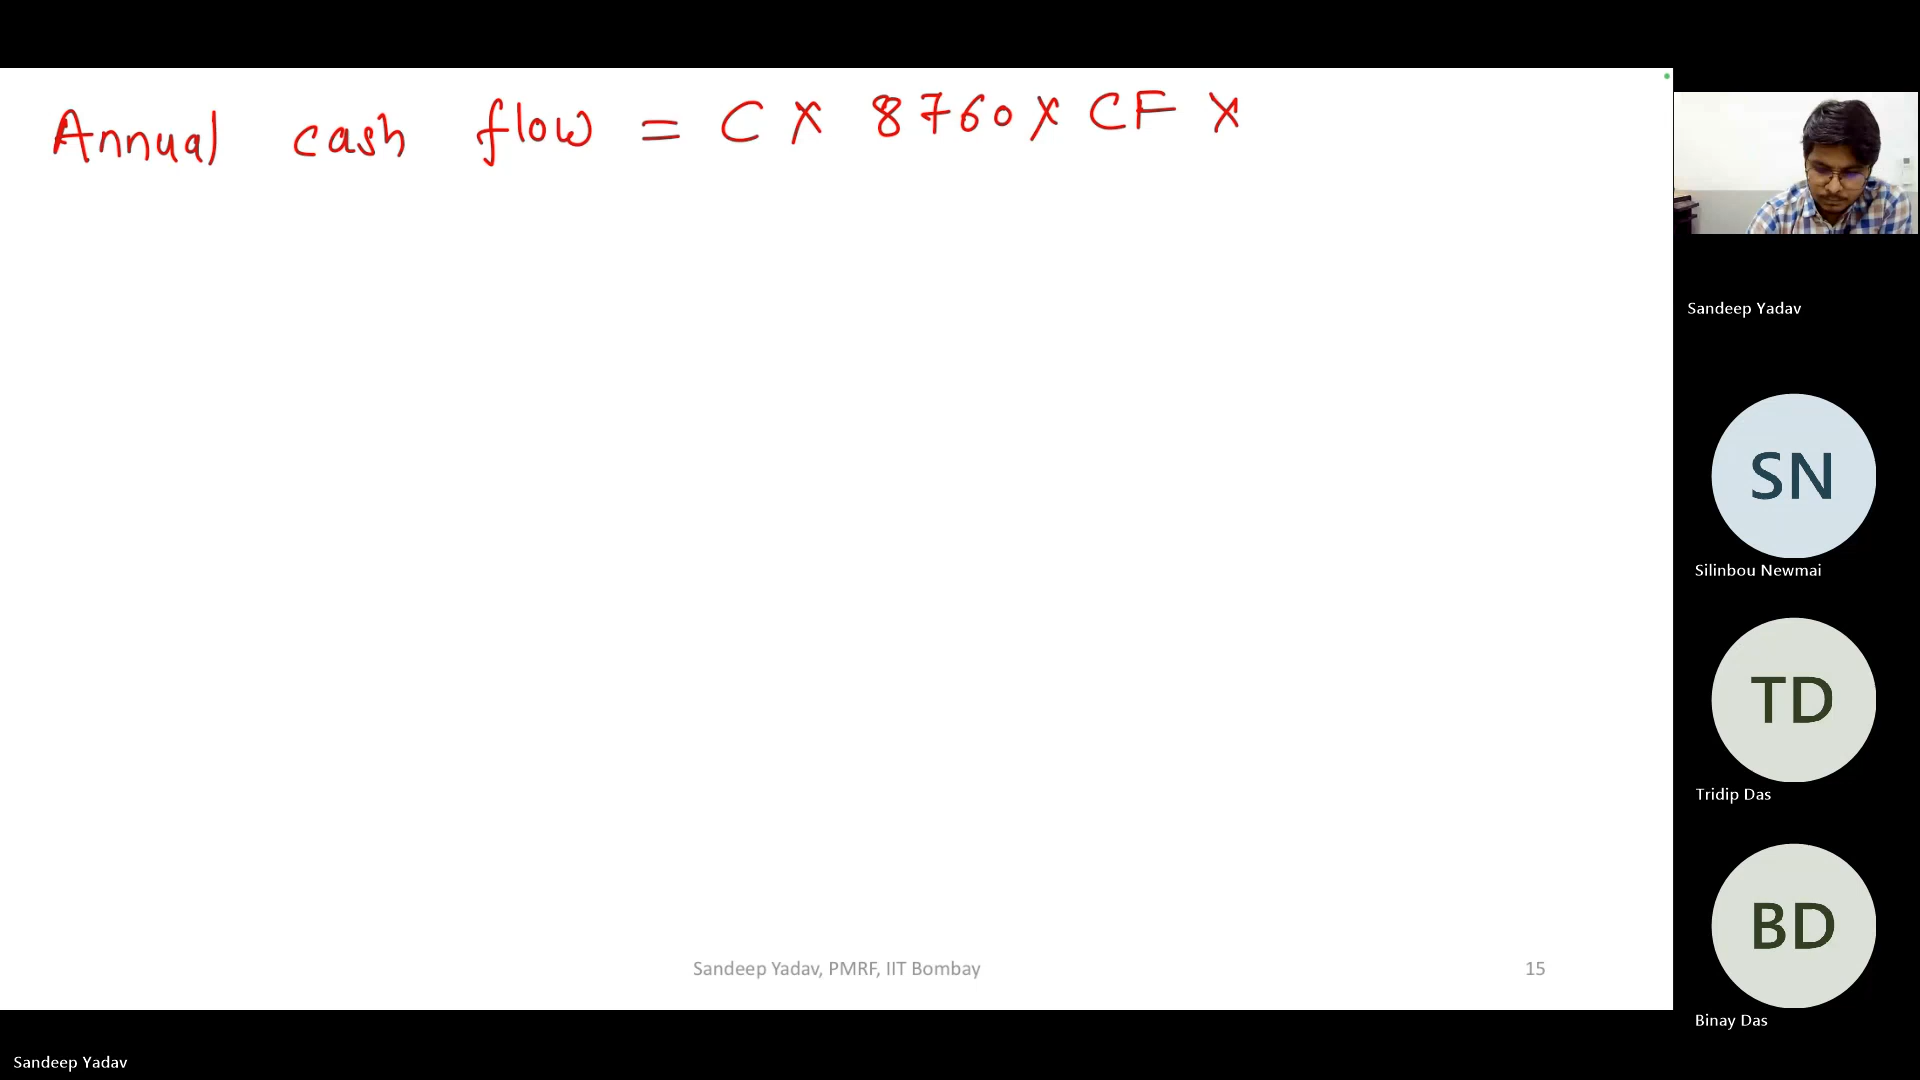 Annual cash flow = C X 8760 X CF X
Sandeep Yadav
SN
Silinbou Newmai
TD
Tridip Das
BD
Binay Das
Sandeep Yadav, PMRF, IIT Bombay
15
Sandeep Yadav